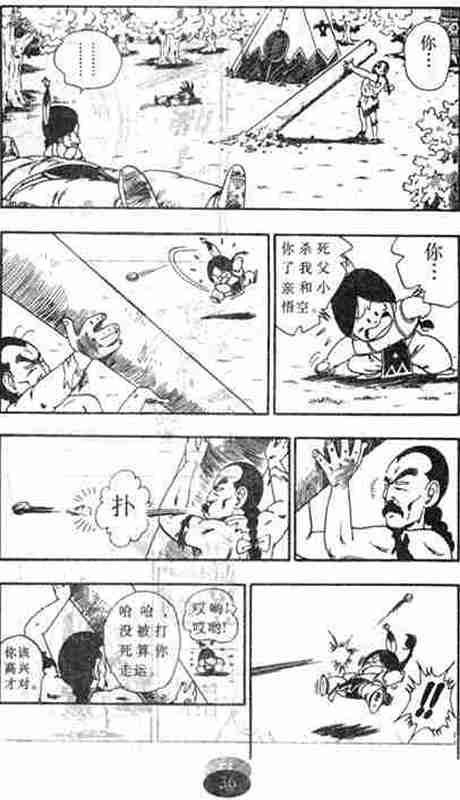 你…
……
……
你…
你杀死
了我父
亲和小
悟空
扑
!!
哎哟！
哎哟！
哈哈，
没被打
死算你
走运。
你该
高兴
才对。
36